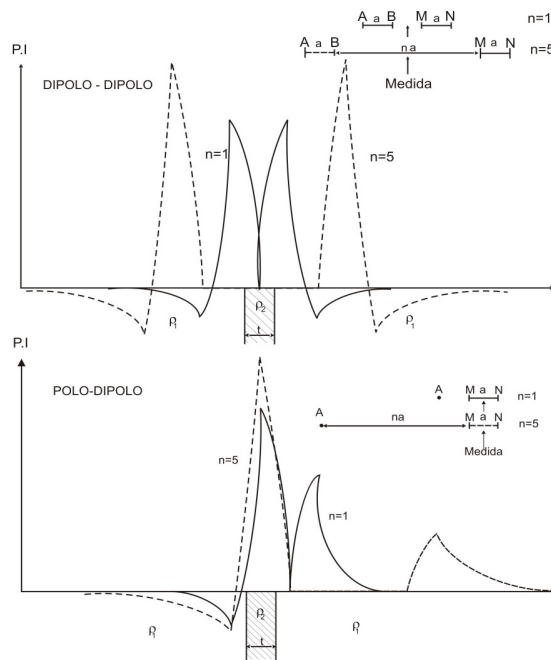 A a B M a N n=1
P.I
A a B na M a N n=5
Medida
DIPOLO - DIPOLO
n=1
n=5
ρ₂
ρ₁ t ρ₁
P.I
POLO-DIPOLO
A M a N n=1
A na M a N n=5
Medida
n=5
n=1
ρ₂
ρ₁ t ρ₁